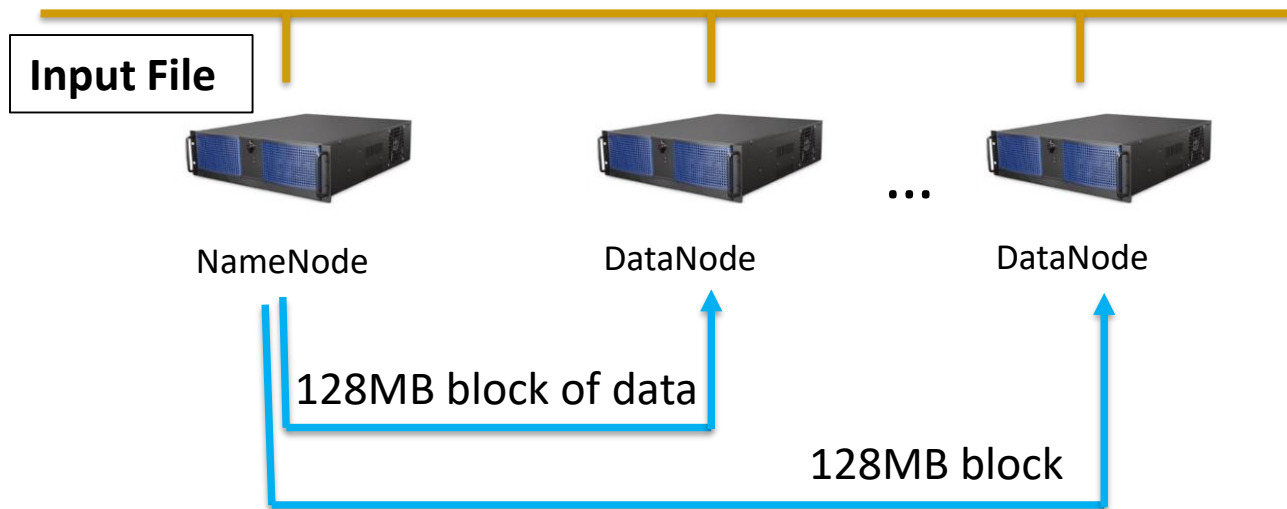 Input File
...
NameNode
DataNode
DataNode
128MB block of data
128MB block